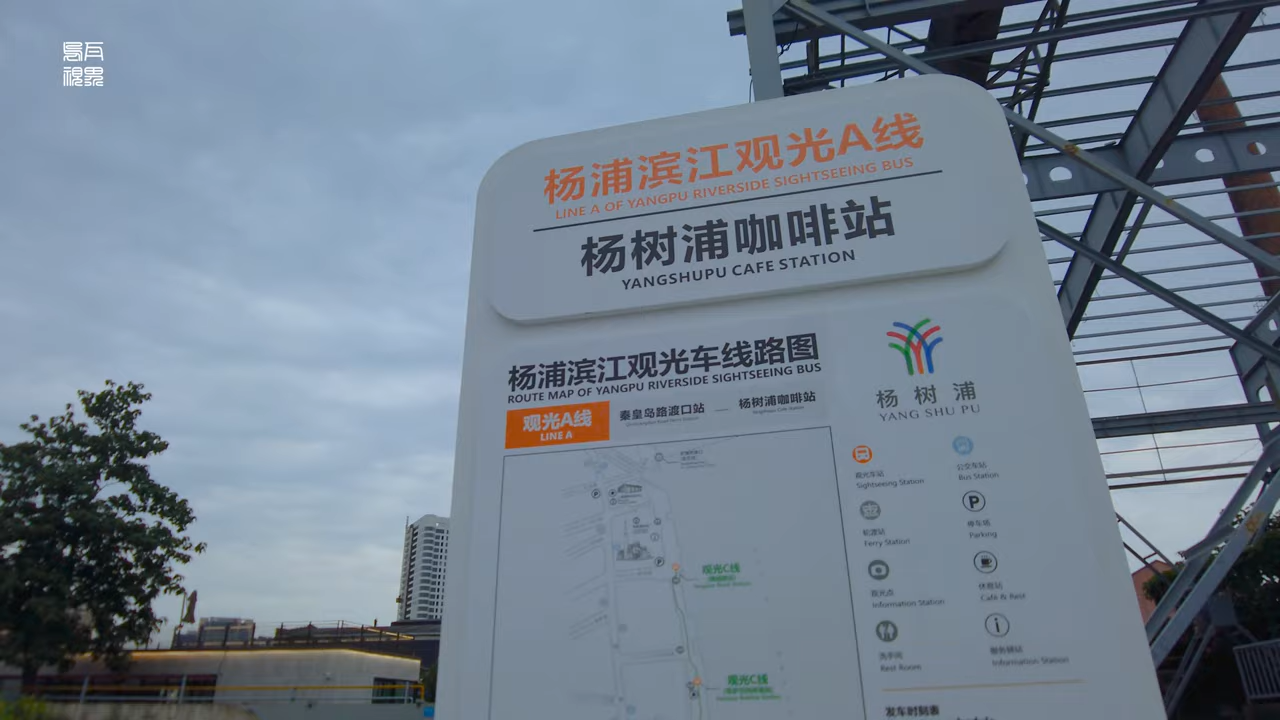 杨浦滨江观光A线
LINE A OF YANGPU RIVERSIDE SIGHTSEEING BUS
杨树浦咖啡站
YANGSHUPU CAFE STATION
杨浦滨江观光车线路图
ROUTE MAP OF YANGPU RIVERSIDE SIGHTSEEING BUS
观光A线
LINE A
秦皇岛路渡口站 — 杨树浦咖啡站
杨树浦
YANG SHU PU
观光车站
Sightseeing Station
公交车站
Bus Station
轮渡站
Ferry Station
P
停车场
Parking
观光点
Information Station
休息站
Café & Rest
洗手间
Rest Room
服务驿站
Information Station
观光C线
观光C线
发车时刻表